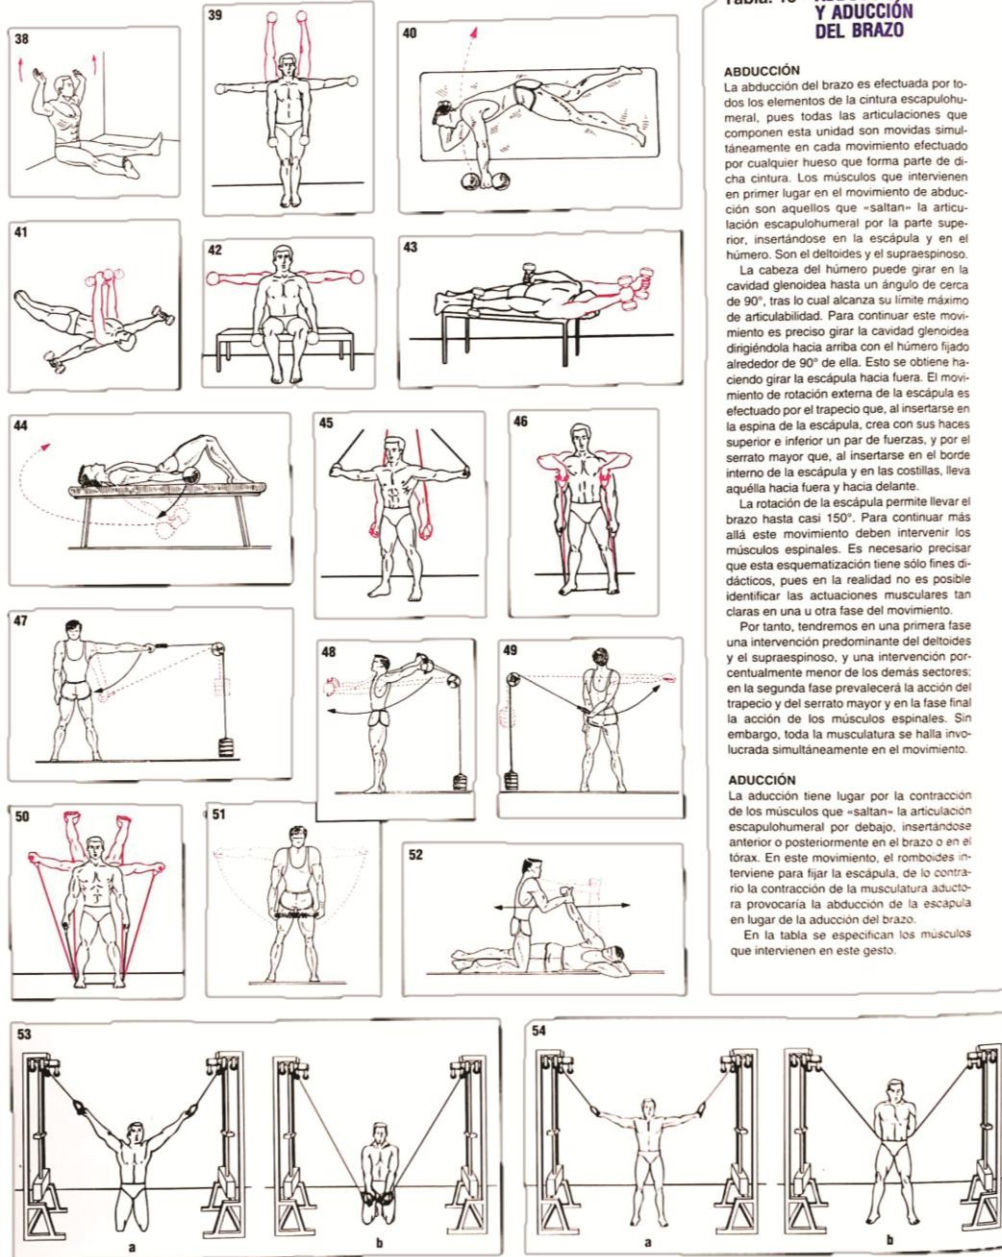 38
39
40
41
42
43
44
45
46
47
48
49
50
51
52
53
a
b
54
a
b
Y ADUCCIÓN
DEL BRAZO
ABDUCCIÓN
La abducción del brazo es efectuada por to-
dos los elementos de la cintura escapulohu-
meral, pues todas las articulaciones que
componen esta unidad son movidas simul-
táneamente en cada movimiento efectuado
por cualquier hueso que forma parte de di-
cha cintura. Los músculos que intervienen
en primer lugar en el movimiento de abduc-
ción son aquellos que «saltan» la articu-
lación escapulohumeral por la parte supe-
rior, insertándose en la escápula y en el
húmero. Son el deltoides y el supraespinoso.
La cabeza del húmero puede girar en la
cavidad glenoidea hasta un ángulo de cerca
de 90°, tras lo cual alcanza su límite máximo
de articulabilidad. Para continuar este movi-
miento es preciso girar la cavidad glenoidea
dirigiéndola hacia arriba con el húmero fijado
alrededor de 90° de ella. Esto se obtiene ha-
ciendo girar la escápula hacia fuera. El movi-
miento de rotación externa de la escápula es
efectuado por el trapecio que, al insertarse en
la espina de la escápula, crea con sus haces
superior e inferior un par de fuerzas, y por el
serrato mayor que, al insertarse en el borde
interno de la escápula y en las costillas, lleva
aquélla hacia fuera y hacia delante.
La rotación de la escápula permite llevar el
brazo hasta casi 150°. Para continuar más
allá este movimiento deben intervenir los
músculos espinales. Es necesario precisar
que esta esquematización tiene sólo fines di-
dácticos, pues en la realidad no es posible
identificar las actuaciones musculares tan
claras en una u otra fase del movimiento.
Por tanto, tendremos en una primera fase
una intervención predominante del deltoides
y el supraespinoso, y una intervención por-
centualmente menor de los demás sectores;
en la segunda fase prevalecerá la acción del
trapecio y del serrato mayor y en la fase final
la acción de los músculos espinales. Sin
embargo, toda la musculatura se halla invo-
lucrada simultáneamente en el movimiento.
ADUCCIÓN
La aducción tiene lugar por la contracción
de los músculos que «saltan» la articulación
escapulohumeral por debajo, insertándose
anterior o posteriormente en el brazo o en el
tórax. En este movimiento, el romboides in-
terviene para fijar la escápula, de lo contra-
rio la contracción de la musculatura aducto-
ra provocaría la abducción de la escápula
en lugar de la aducción del brazo.
En la tabla se especifican los músculos
que intervienen en este gesto.